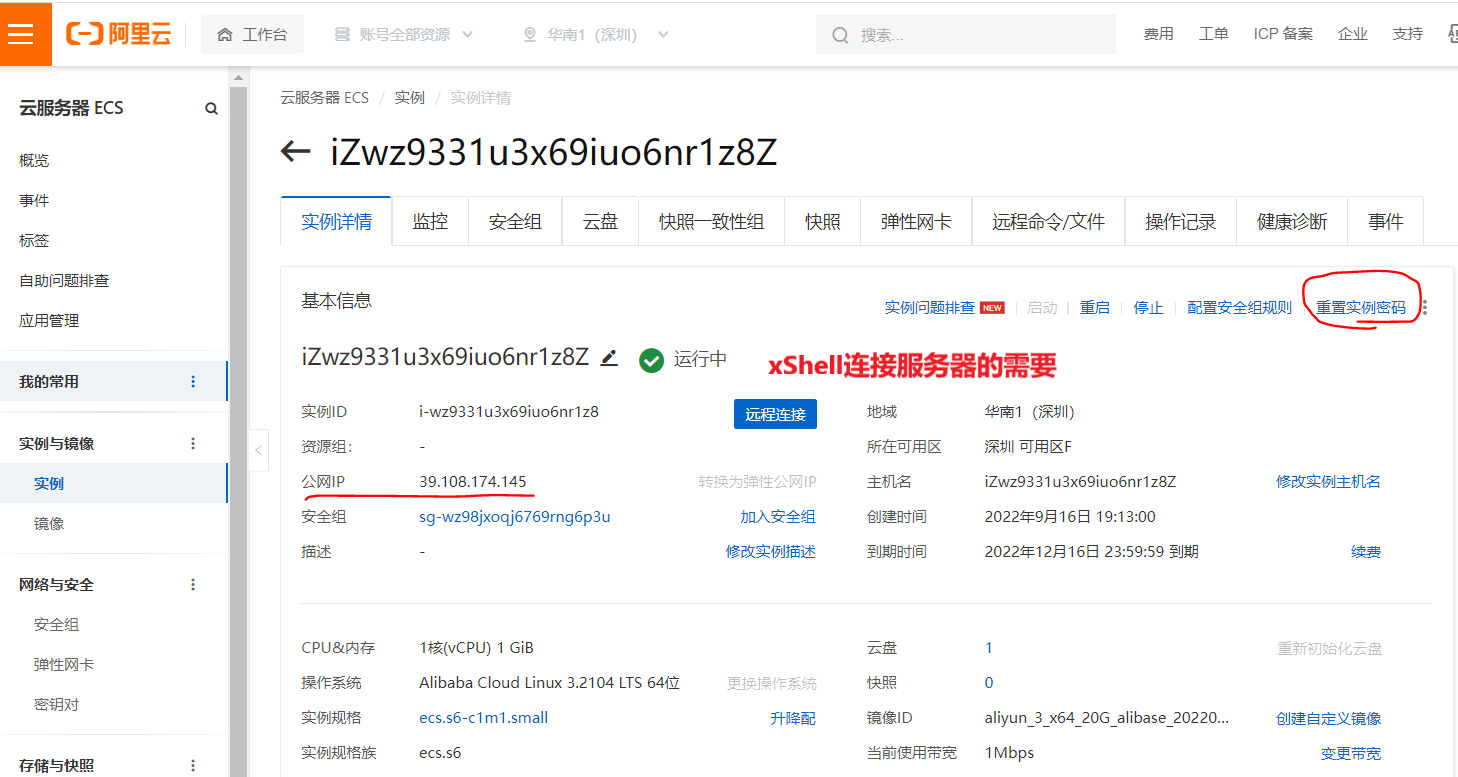 阿里云 工作台 账号全部资源 华南1（深圳） 搜索... 费用 工单 ICP 备案 企业 支持
云服务器 ECS
概览
事件
标签
自助问题排查
应用管理
我的常用
实例与镜像
实例
镜像
网络与安全
安全组
弹性网卡
密钥对
存储与快照
云服务器 ECS / 实例 / 实例详情
iZwz9331u3x69iuo6nr1z8Z
实例详情 监控 安全组 云盘 快照一致性组 快照 弹性网卡 远程命令/文件 操作记录 健康诊断 事件
基本信息 实例问题排查 NEW 启动 重启 停止 配置安全组规则 重置实例密码
iZwz9331u3x69iuo6nr1z8Z 运行中 xShell连接服务器的需要
实例ID i-wz9331u3x69iuo6nr1z8 远程连接 地域 华南1（深圳）
资源组： - 所在可用区 深圳 可用区F
公网IP 39.108.174.145 转换为弹性公网IP 主机名 iZwz9331u3x69iuo6nr1z8Z 修改实例主机名
安全组 sg-wz98jxoqj6769rng6p3u 加入安全组 创建时间 2022年9月16日 19:13:00
描述 - 修改实例描述 到期时间 2022年12月16日 23:59:59 到期 续费
CPU&内存 1核(vCPU) 1 GiB 云盘 1 重新初始化云盘
操作系统 Alibaba Cloud Linux 3.2104 LTS 64位 更换操作系统 快照 0
实例规格 ecs.s6-c1m1.small 升降配 镜像ID aliyun_3_x64_20G_alibase_20220... 创建自定义镜像
实例规格族 ecs.s6 当前使用带宽 1Mbps 变更带宽